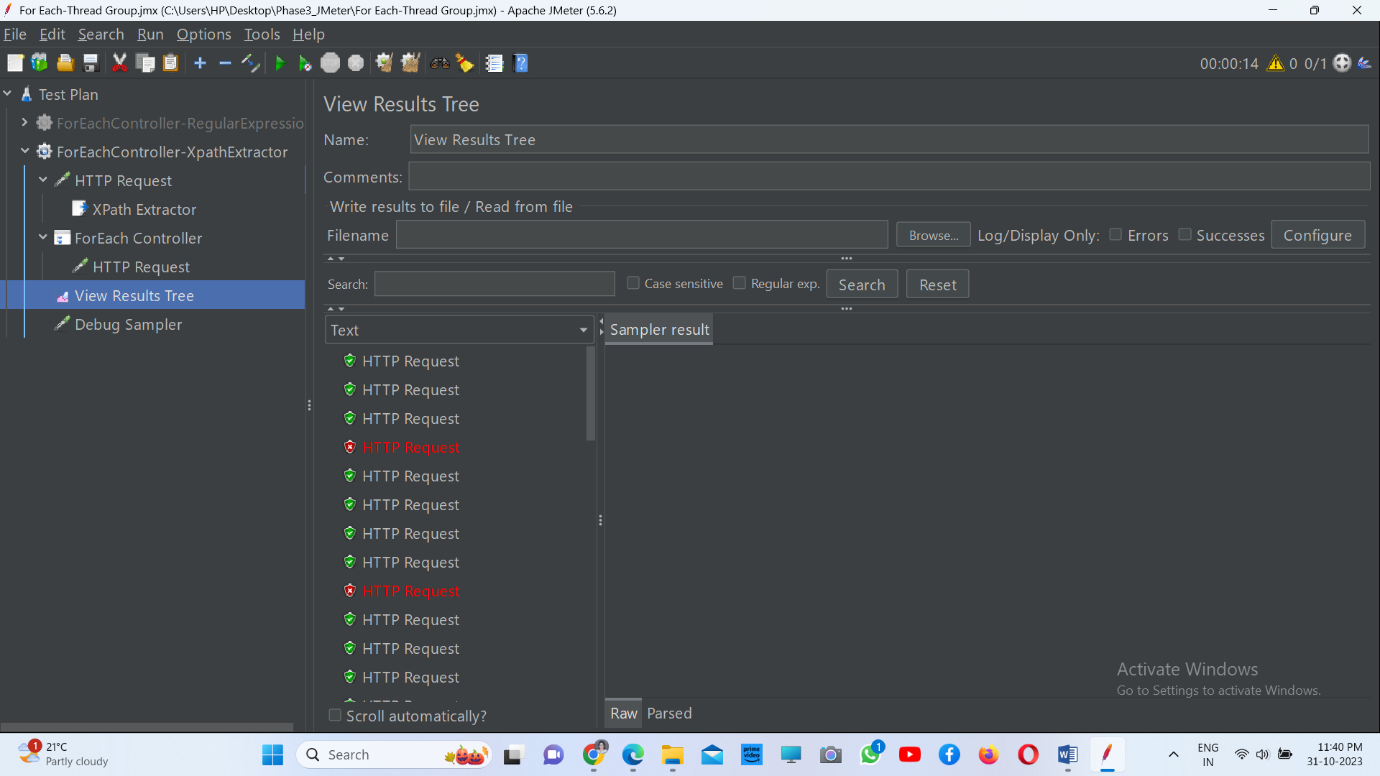 For Each-Thread Group.jmx (C:\Users\HP\Desktop\Phase3_JMeter\For Each-Thread Group.jmx) - Apache JMeter (5.6.2)
File Edit Search Run Options Tools Help
00:00:14 0 0/1
Test Plan
ForEachController-RegularExpressio
ForEachController-XpathExtractor
HTTP Request
XPath Extractor
ForEach Controller
HTTP Request
View Results Tree
Debug Sampler
View Results Tree
Name: View Results Tree
Comments:
Write results to file / Read from file
Filename Browse... Log/Display Only: Errors Successes Configure
Search: Case sensitive Regular exp. Search Reset
Text
Sampler result
HTTP Request
HTTP Request
HTTP Request
HTTP Request
HTTP Request
HTTP Request
HTTP Request
HTTP Request
HTTP Request
HTTP Request
HTTP Request
HTTP Request
Scroll automatically?
Raw Parsed
Activate Windows
Go to Settings to activate Windows.
1
21°C
Partly cloudy
Search
prime video
1
ENG
IN
11:40 PM
31-10-2023